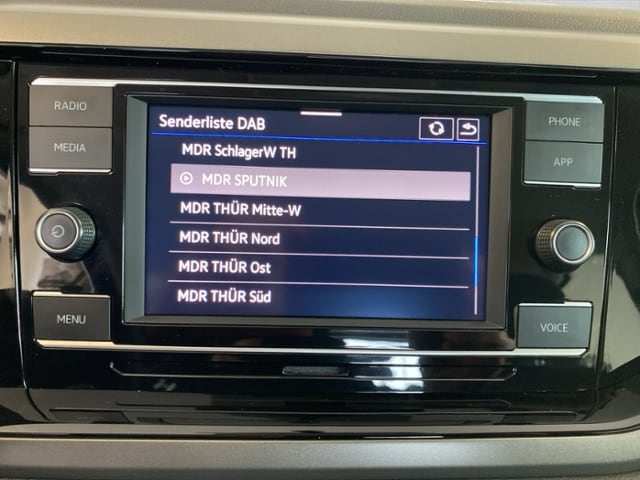 RADIO
MEDIA
MENU
Senderliste DAB
MDR SchlagerW TH
MDR SPUTNIK
MDR THÜR Mitte-W
MDR THÜR Nord
MDR THÜR Ost
MDR THÜR Süd
PHONE
APP
VOICE